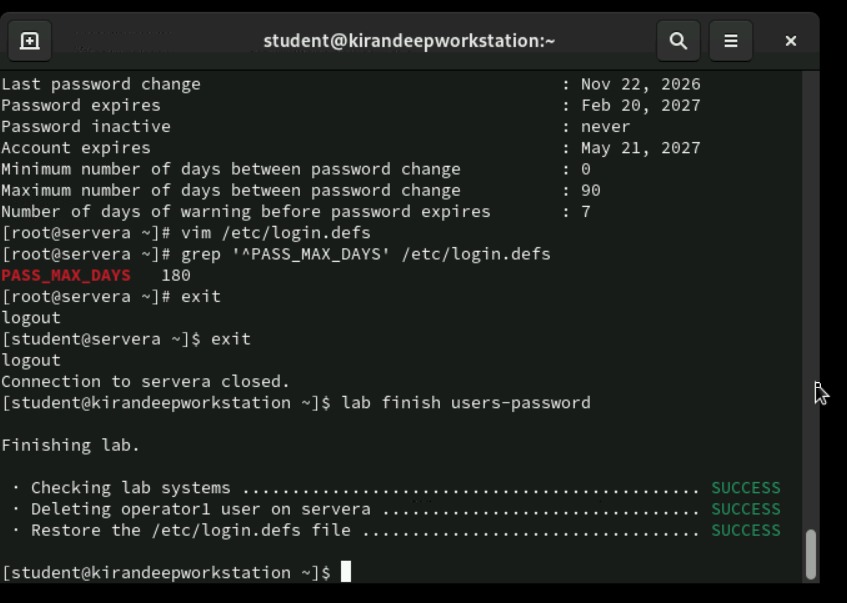 student@kirandeepworkstation:~
Last password change : Nov 22, 2026
Password expires : Feb 20, 2027
Password inactive : never
Account expires : May 21, 2027
Minimum number of days between password change : 0
Maximum number of days between password change : 90
Number of days of warning before password expires : 7
[root@servera ~]# vim /etc/login.defs
[root@servera ~]# grep '^PASS_MAX_DAYS' /etc/login.defs
PASS_MAX_DAYS 180
[root@servera ~]# exit
logout
[student@servera ~]$ exit
logout
Connection to servera closed.
[student@kirandeepworkstation ~]$ lab finish users-password
Finishing lab.
· Checking lab systems .............................................. SUCCESS
· Deleting operator1 user on servera ................................ SUCCESS
· Restore the /etc/login.defs file .................................. SUCCESS
[student@kirandeepworkstation ~]$